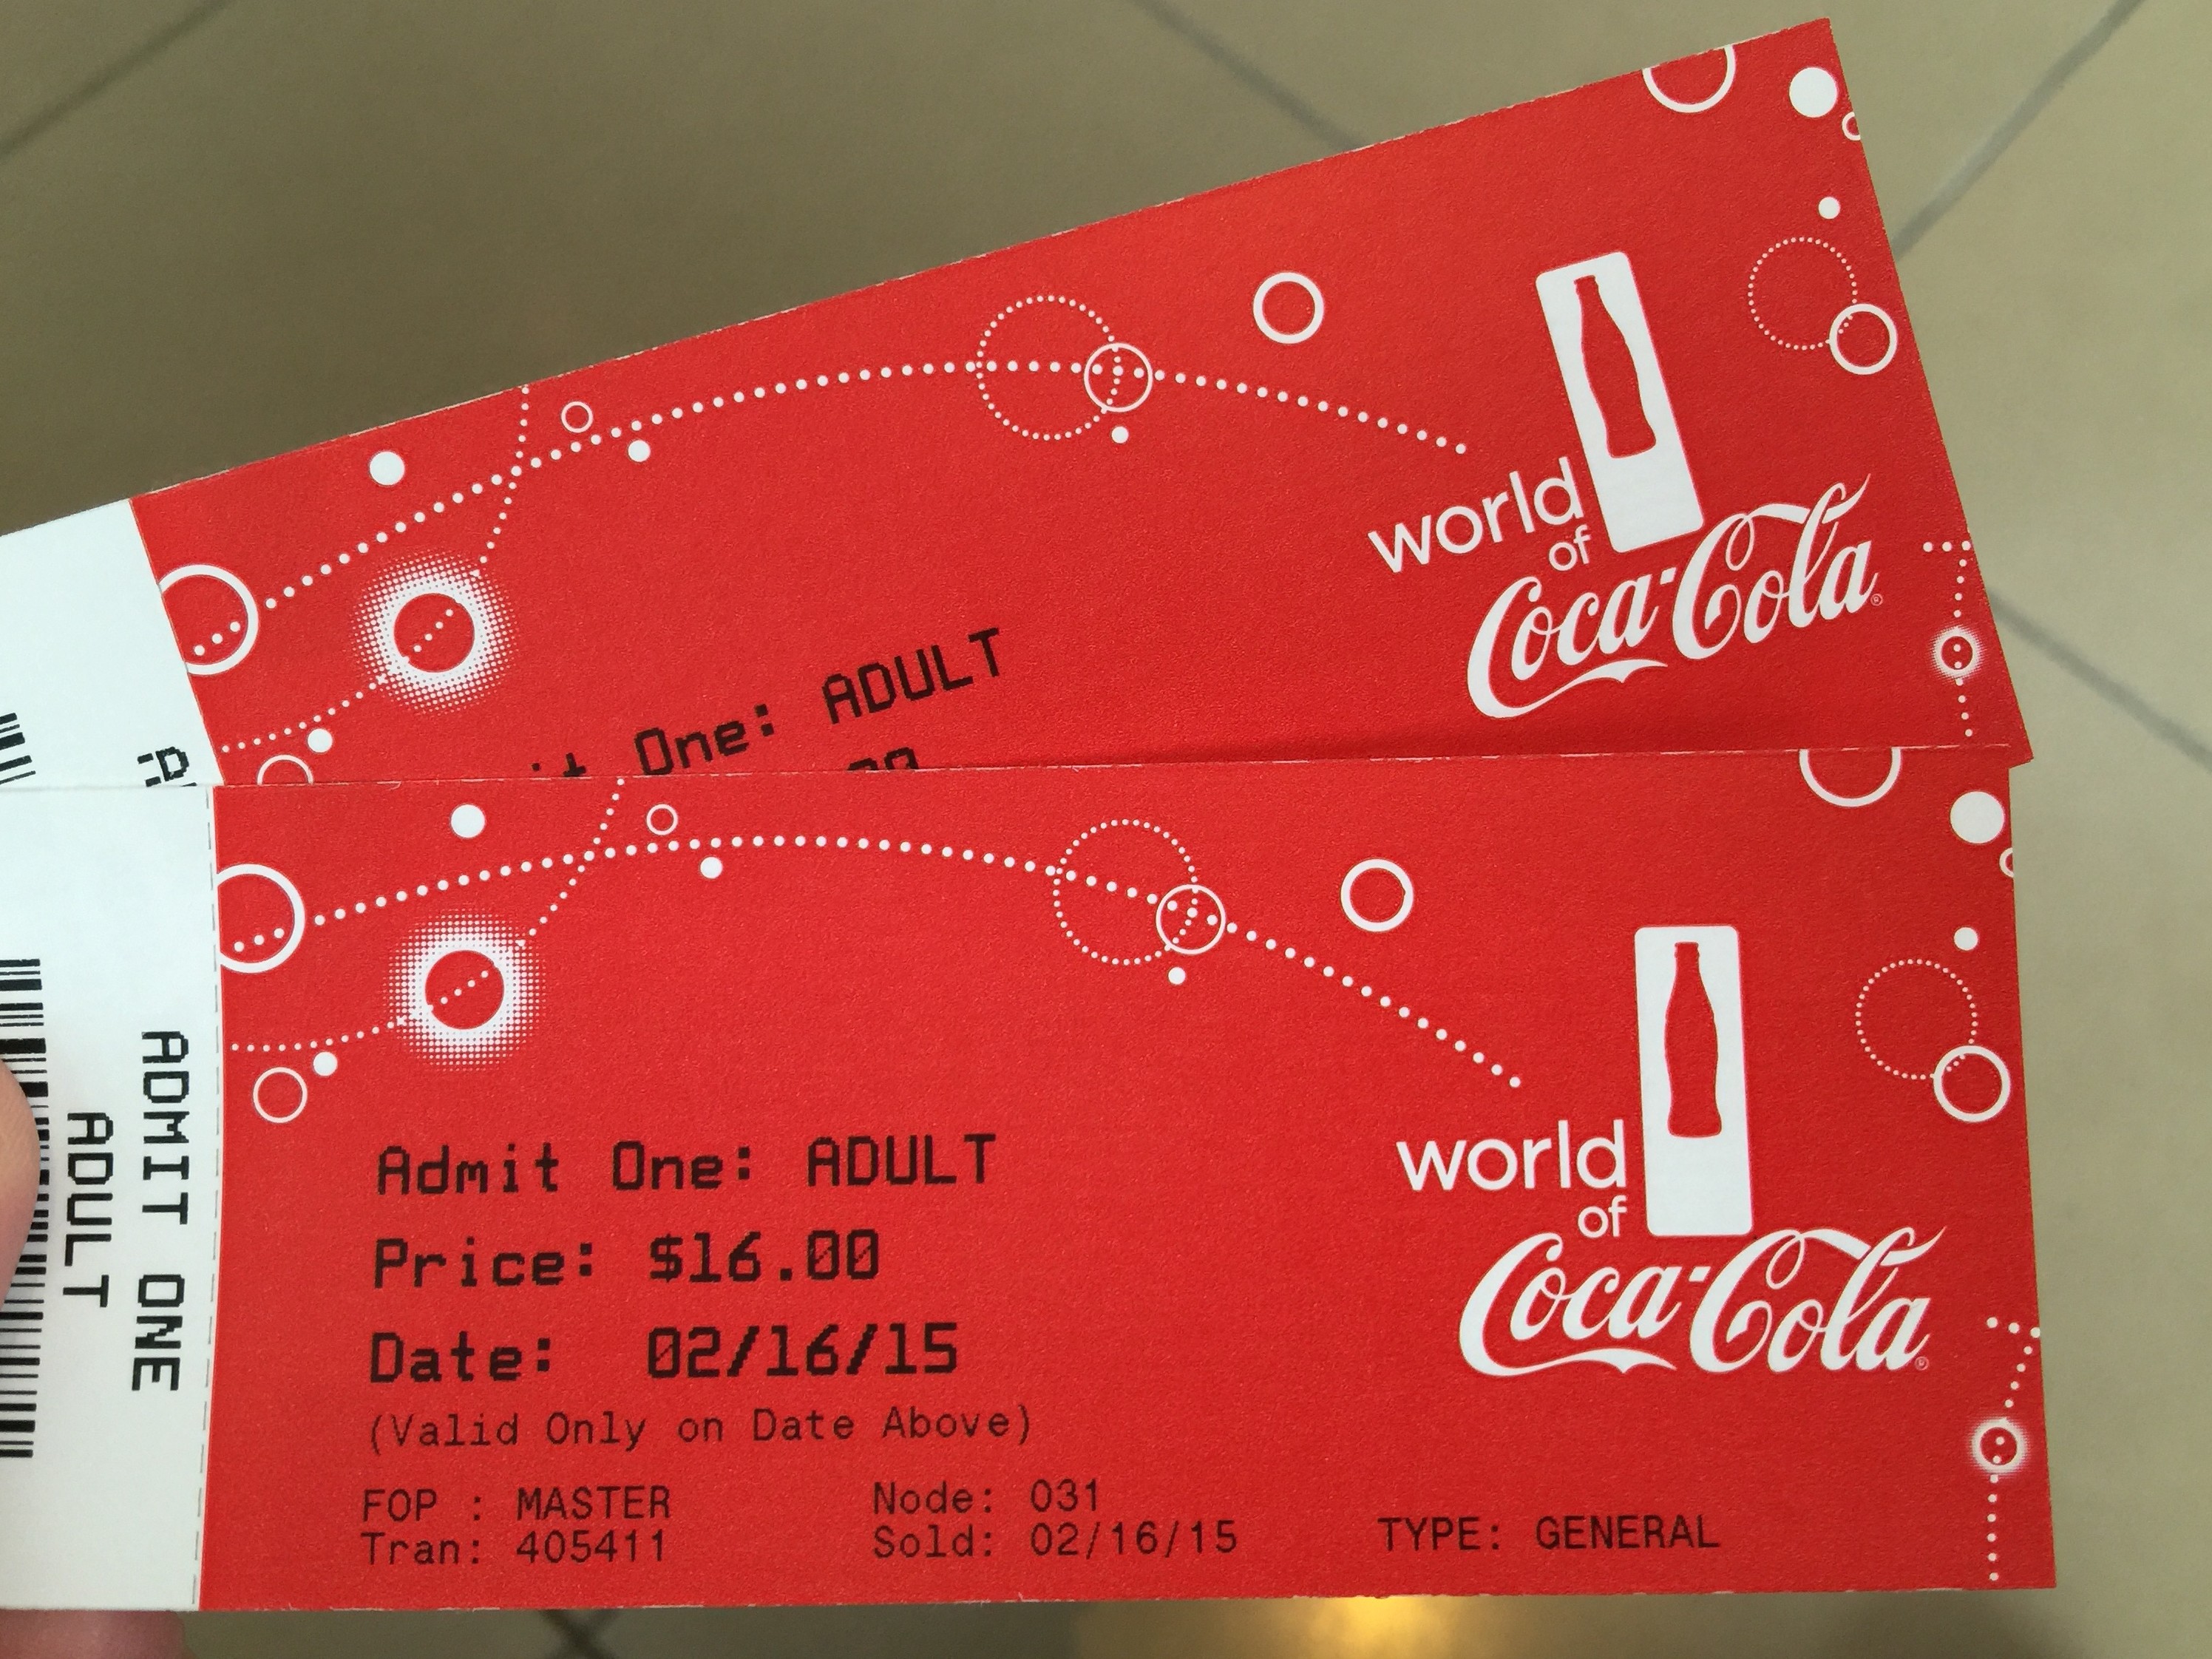 world
of
Coca-Cola
One: ADULT
world
of
Coca-Cola
ADMIT ONE
ADULT
Admit One: ADULT
Price: $16.00
Date: 02/16/15
(Valid Only on Date Above)
FOP : MASTER Node: 031
Tran: 405411 Sold: 02/16/15 TYPE: GENERAL